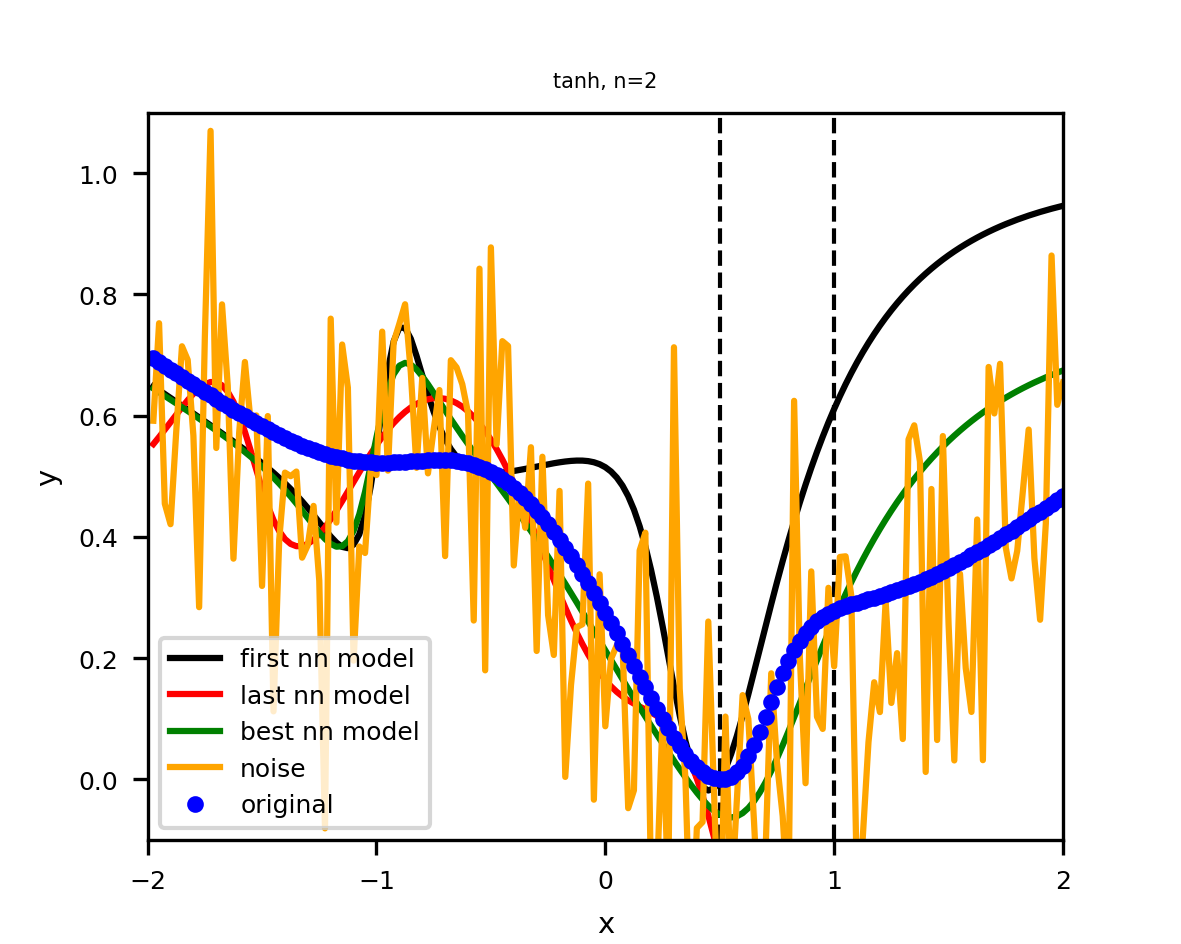 tanh, n=2
1.0
0.8
0.6
0.4
0.2
0.0
y
first nn model
last nn model
best nn model
noise
original
−2
−1
0
1
2
x